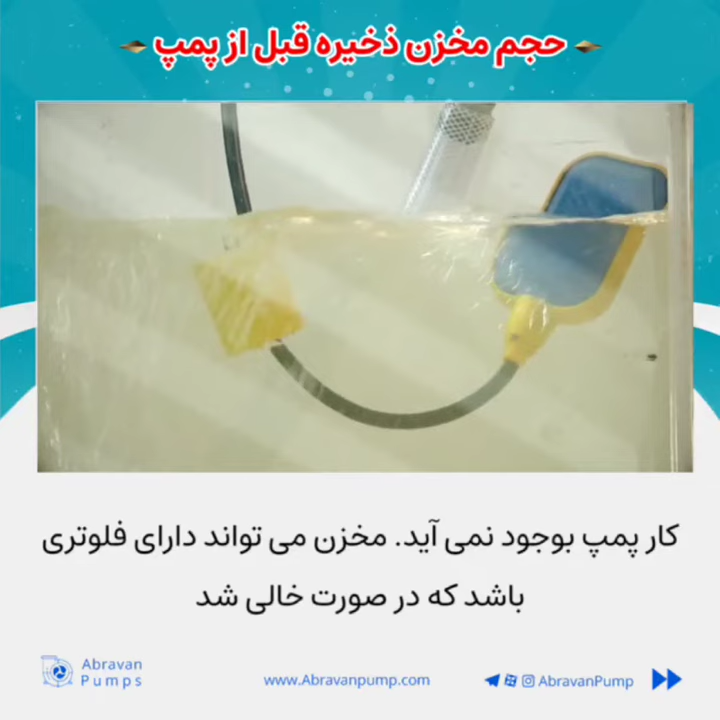 حجم مخزن ذخیره قبل از پمپ
کار پمپ بوجود نمی آید. مخزن می تواند دارای فلوتری
باشد که در صورت خالی شد
Abravan
Pumps
www.Abravanpump.com
AbravanPump